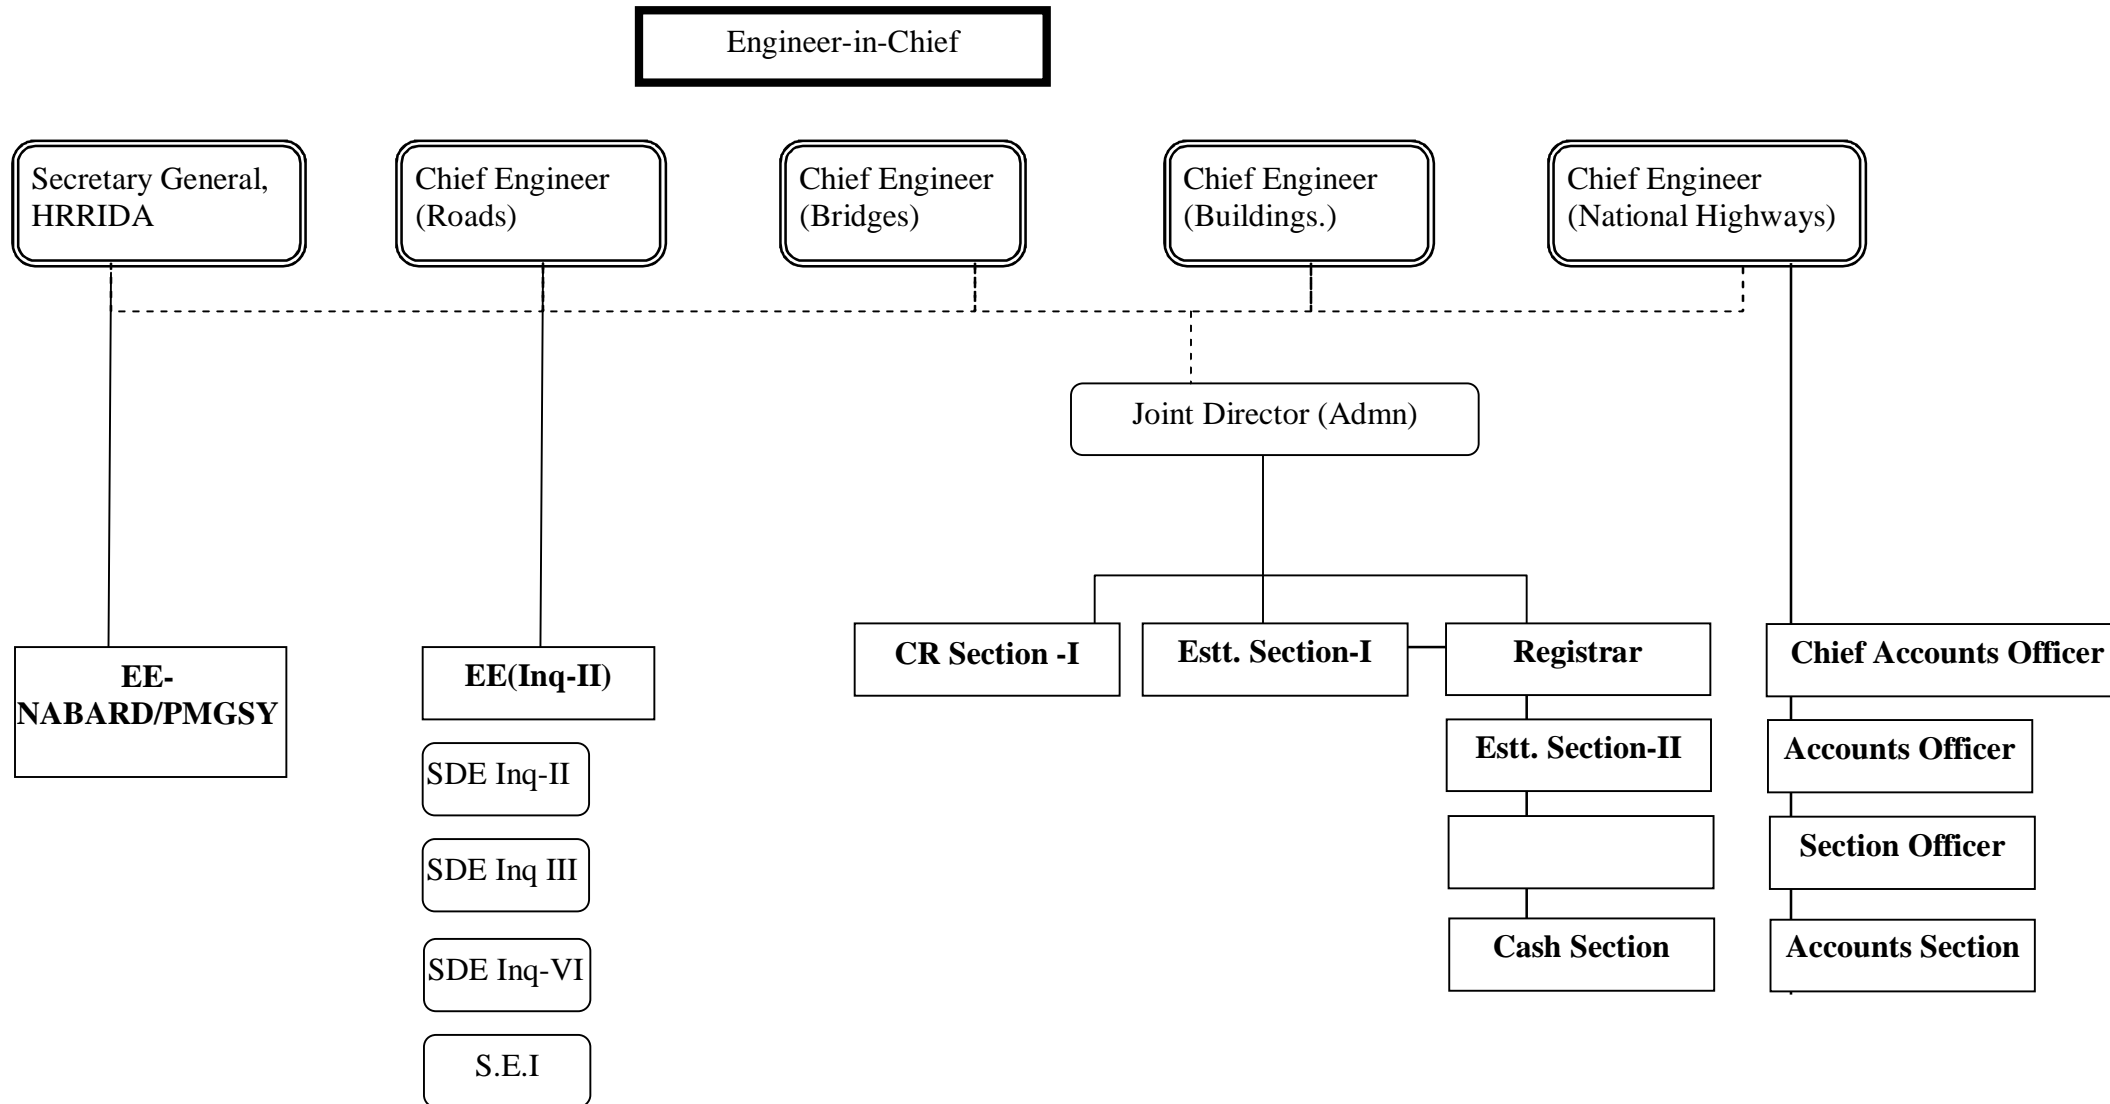 Engineer-in-Chief
Secretary General,
HRRIDA
Chief Engineer
(Roads)
Chief Engineer
(Bridges)
Chief Engineer
(Buildings.)
Chief Engineer
(National Highways)
Joint Director (Admn)
EE-
NABARD/PMGSY
EE(Inq-II)
SDE Inq-II
SDE Inq III
SDE Inq-VI
S.E.I
CR Section -I
Estt. Section-I
Registrar
Estt. Section-II
Cash Section
Chief Accounts Officer
Accounts Officer
Section Officer
Accounts Section